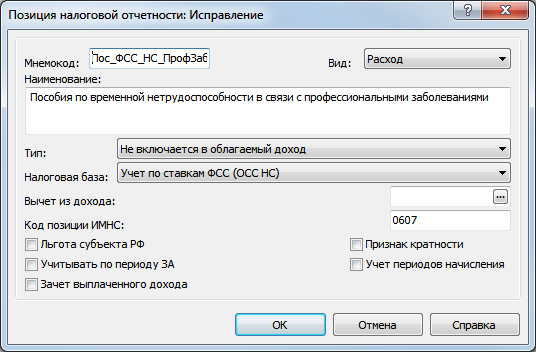 Позиция налоговой отчетности: Исправление
Мнемокод: Пос_ФСС_НС_ПрофЗаб Вид: Расход
Наименование:
Пособия по временной нетрудоспособности в связи с профессиональными заболеваниями
Тип: Не включается в облагаемый доход
Налоговая база: Учет по ставкам ФСС (ОСС НС)
Вычет из дохода: ...
Код позиции ИМНС: 0607
Льгота субъекта РФ Признак кратности
Учитывать по периоду ЗА Учет периодов начисления
Зачет выплаченного дохода
ОК Отмена Справка